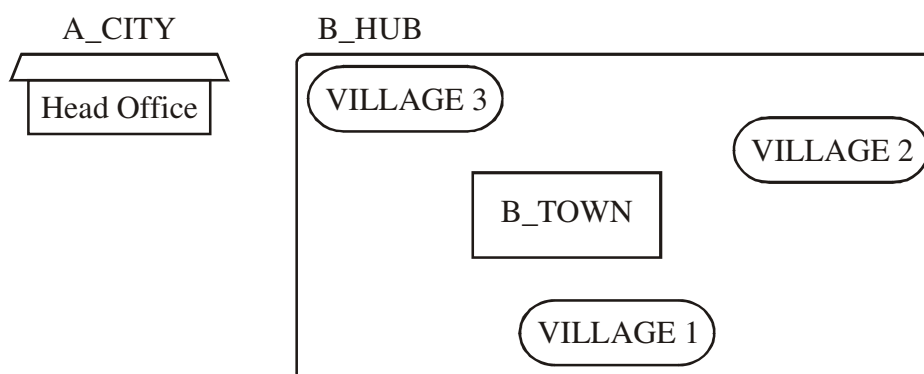 A_CITY
B_HUB
Head Office
VILLAGE 3
VILLAGE 2
B_TOWN
VILLAGE 1